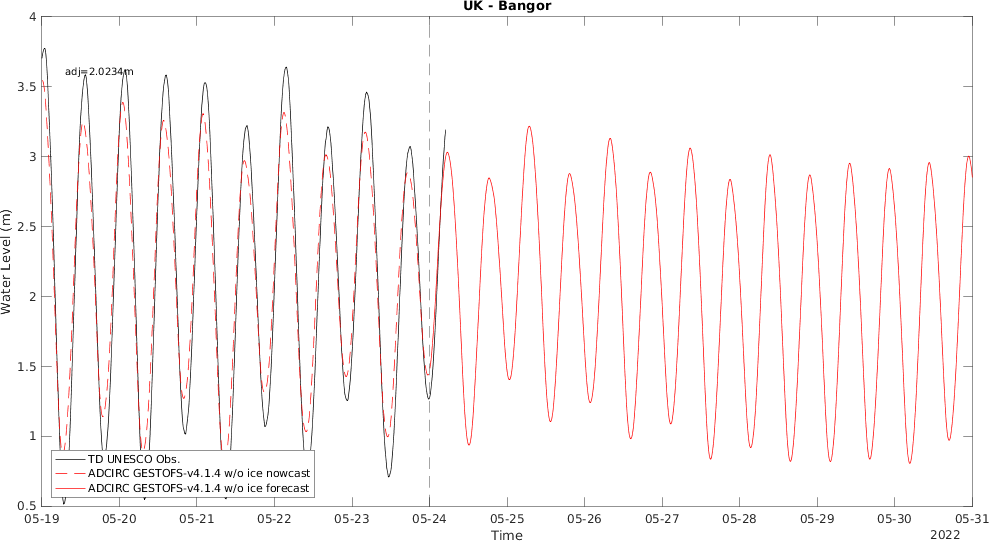 UK - Bangor
adj=2.0234m
4
3.5
3
2.5
2
1.5
1
0.5
Water Level (m)
TD UNESCO Obs.
ADCIRC GESTOFS-v4.1.4 w/o ice nowcast
ADCIRC GESTOFS-v4.1.4 w/o ice forecast
05-19 05-20 05-21 05-22 05-23 05-24 05-25 05-26 05-27 05-28 05-29 05-30 05-31
Time
2022